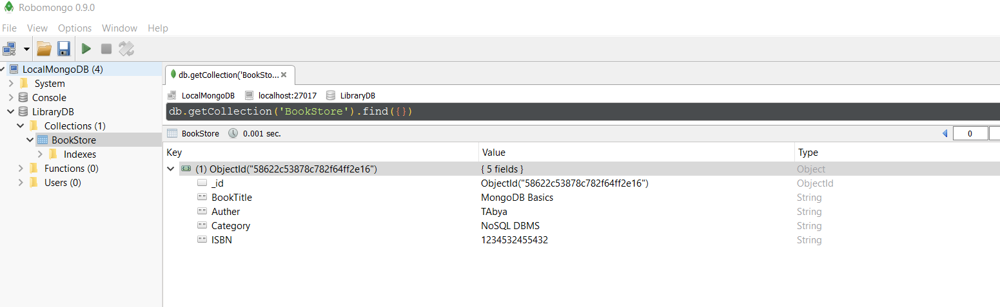 Robomongo 0.9.0
File View Options Window Help
LocalMongoDB (4)
System
Console
LibraryDB
Collections (1)
BookStore
Indexes
Functions (0)
Users (0)
db.getCollection('BookSto...
LocalMongoDB localhost:27017 LibraryDB
db.getCollection('BookStore').find({})
BookStore 0.001 sec. 0
Key Value Type
(1) ObjectId("58622c53878c782f64ff2e16") { 5 fields } Object
_id ObjectId("58622c53878c782f64ff2e16") ObjectId
BookTitle MongoDB Basics String
Auther TAbya String
Category NoSQL DBMS String
ISBN 1234532455432 String